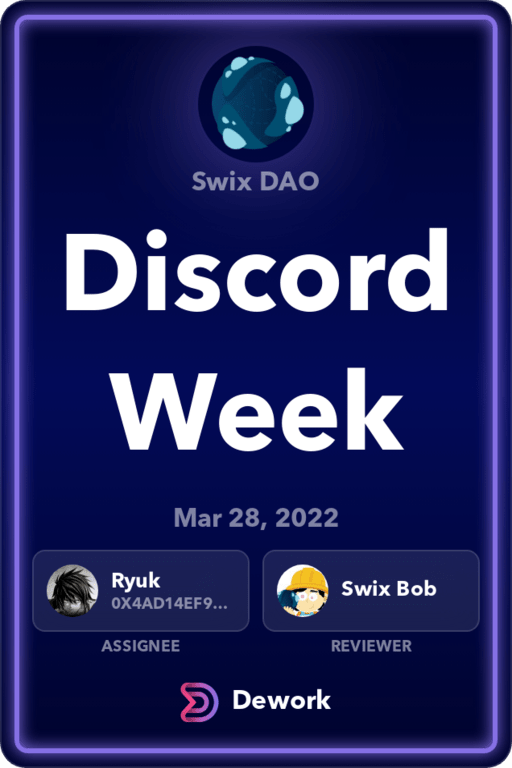 Swix DAO
Discord
Week
Mar 28, 2022
Ryuk
0X4AD14EF9...
ASSIGNEE
Swix Bob
REVIEWER
Dework